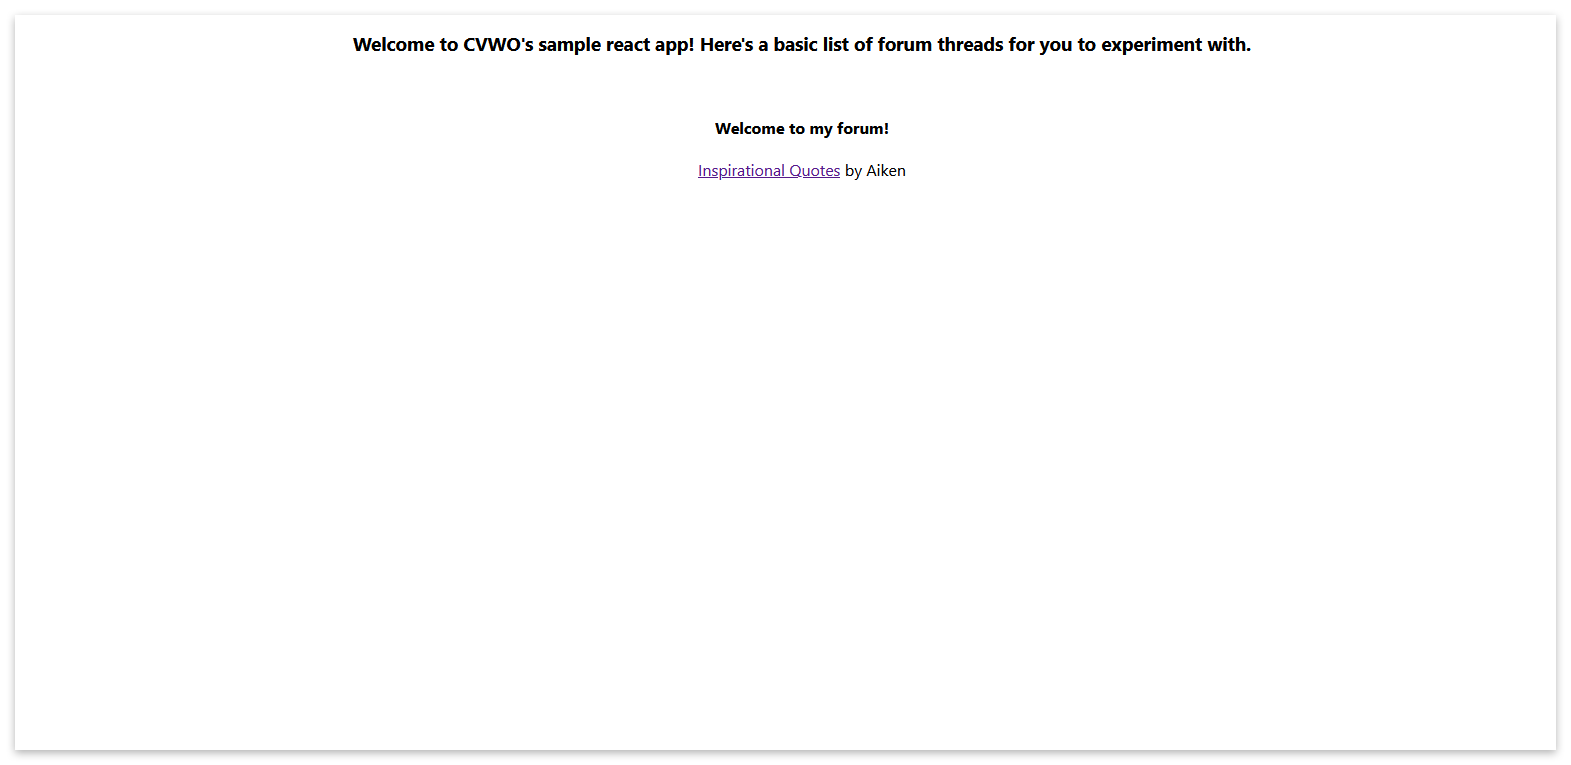 Welcome to CVWO's sample react app! Here's a basic list of forum threads for you to experiment with.
Welcome to my forum!
Inspirational Quotes by Aiken